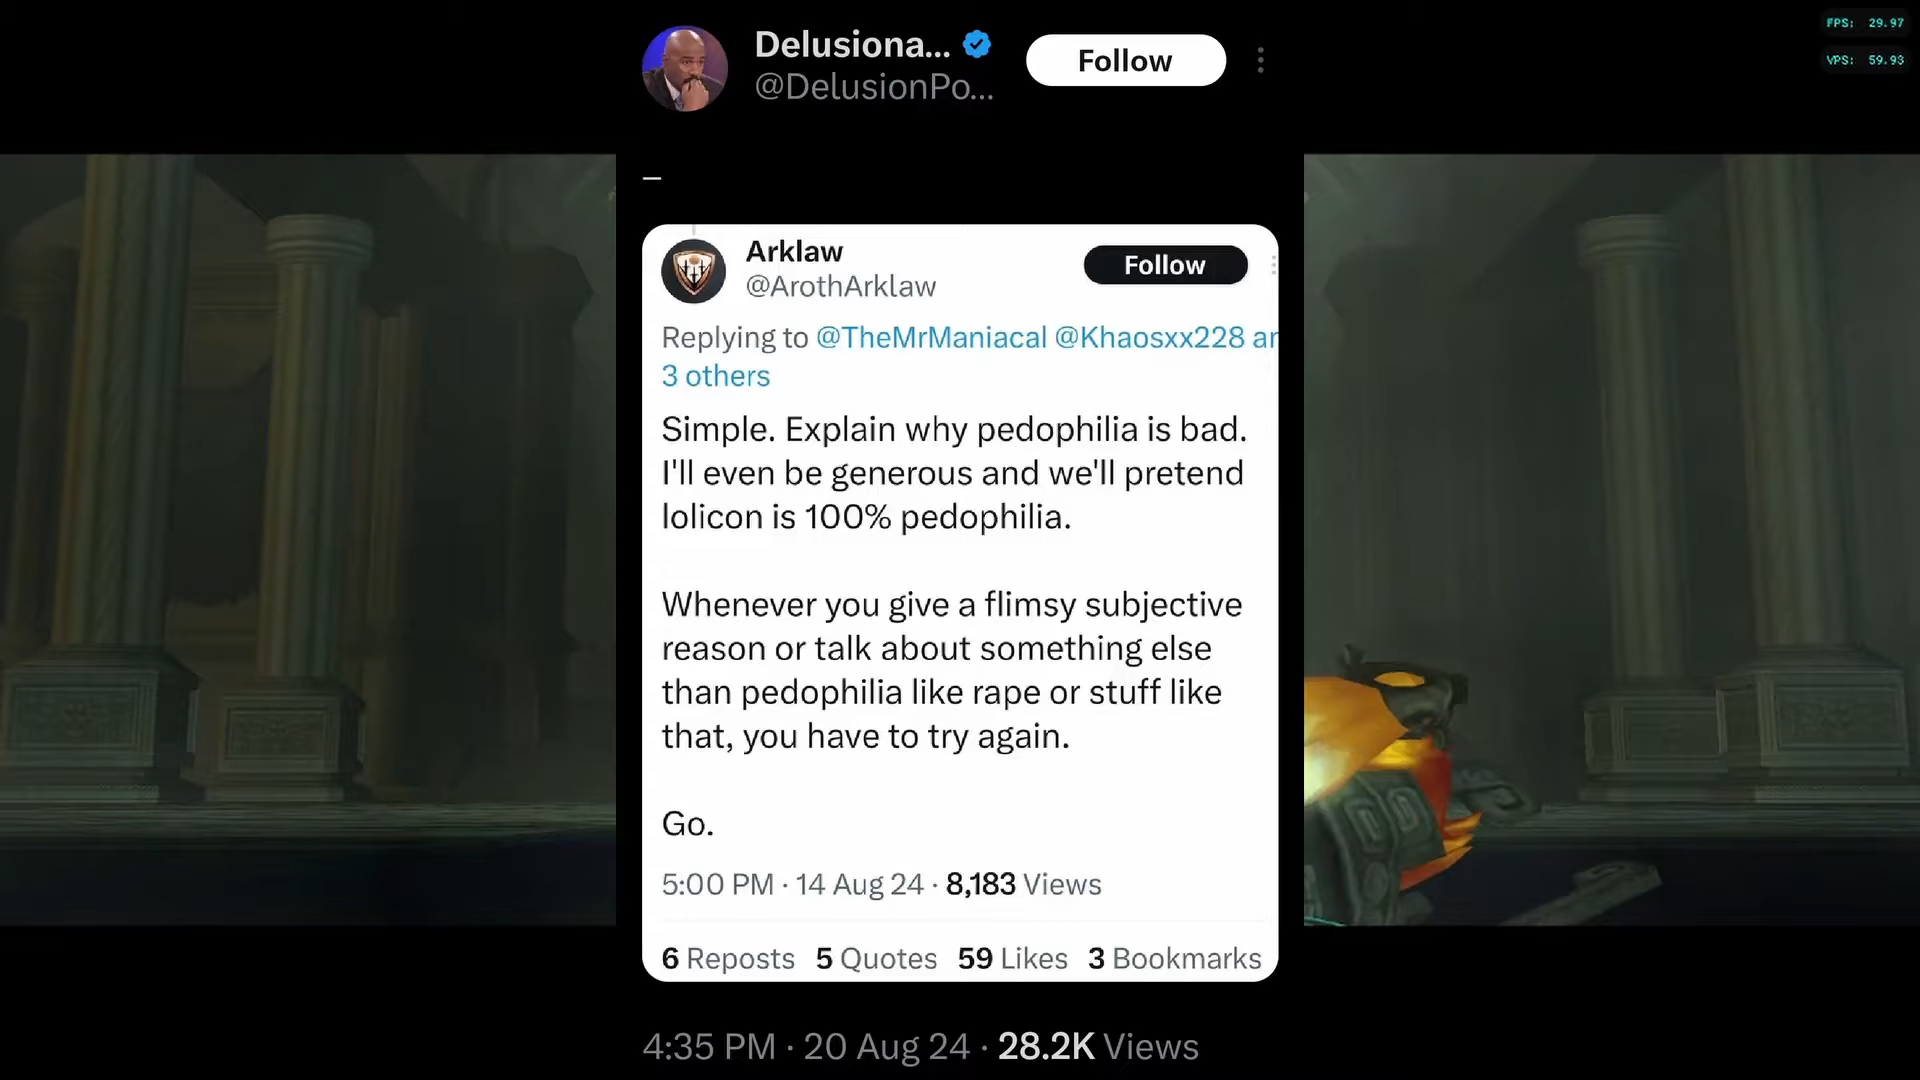 FPS: 29.97
VPS: 59.93
Delusiona...
@DelusionPo...
Follow
—
Arklaw
@ArothArklaw
Follow
Replying to @TheMrManiacal @Khaosxx228 ar
3 others
Simple. Explain why pedophilia is bad.
I'll even be generous and we'll pretend
lolicon is 100% pedophilia.
Whenever you give a flimsy subjective
reason or talk about something else
than pedophilia like rape or stuff like
that, you have to try again.
Go.
5:00 PM · 14 Aug 24 · 8,183 Views
6 Reposts 5 Quotes 59 Likes 3 Bookmarks
4:35 PM · 20 Aug 24 · 28.2K Views